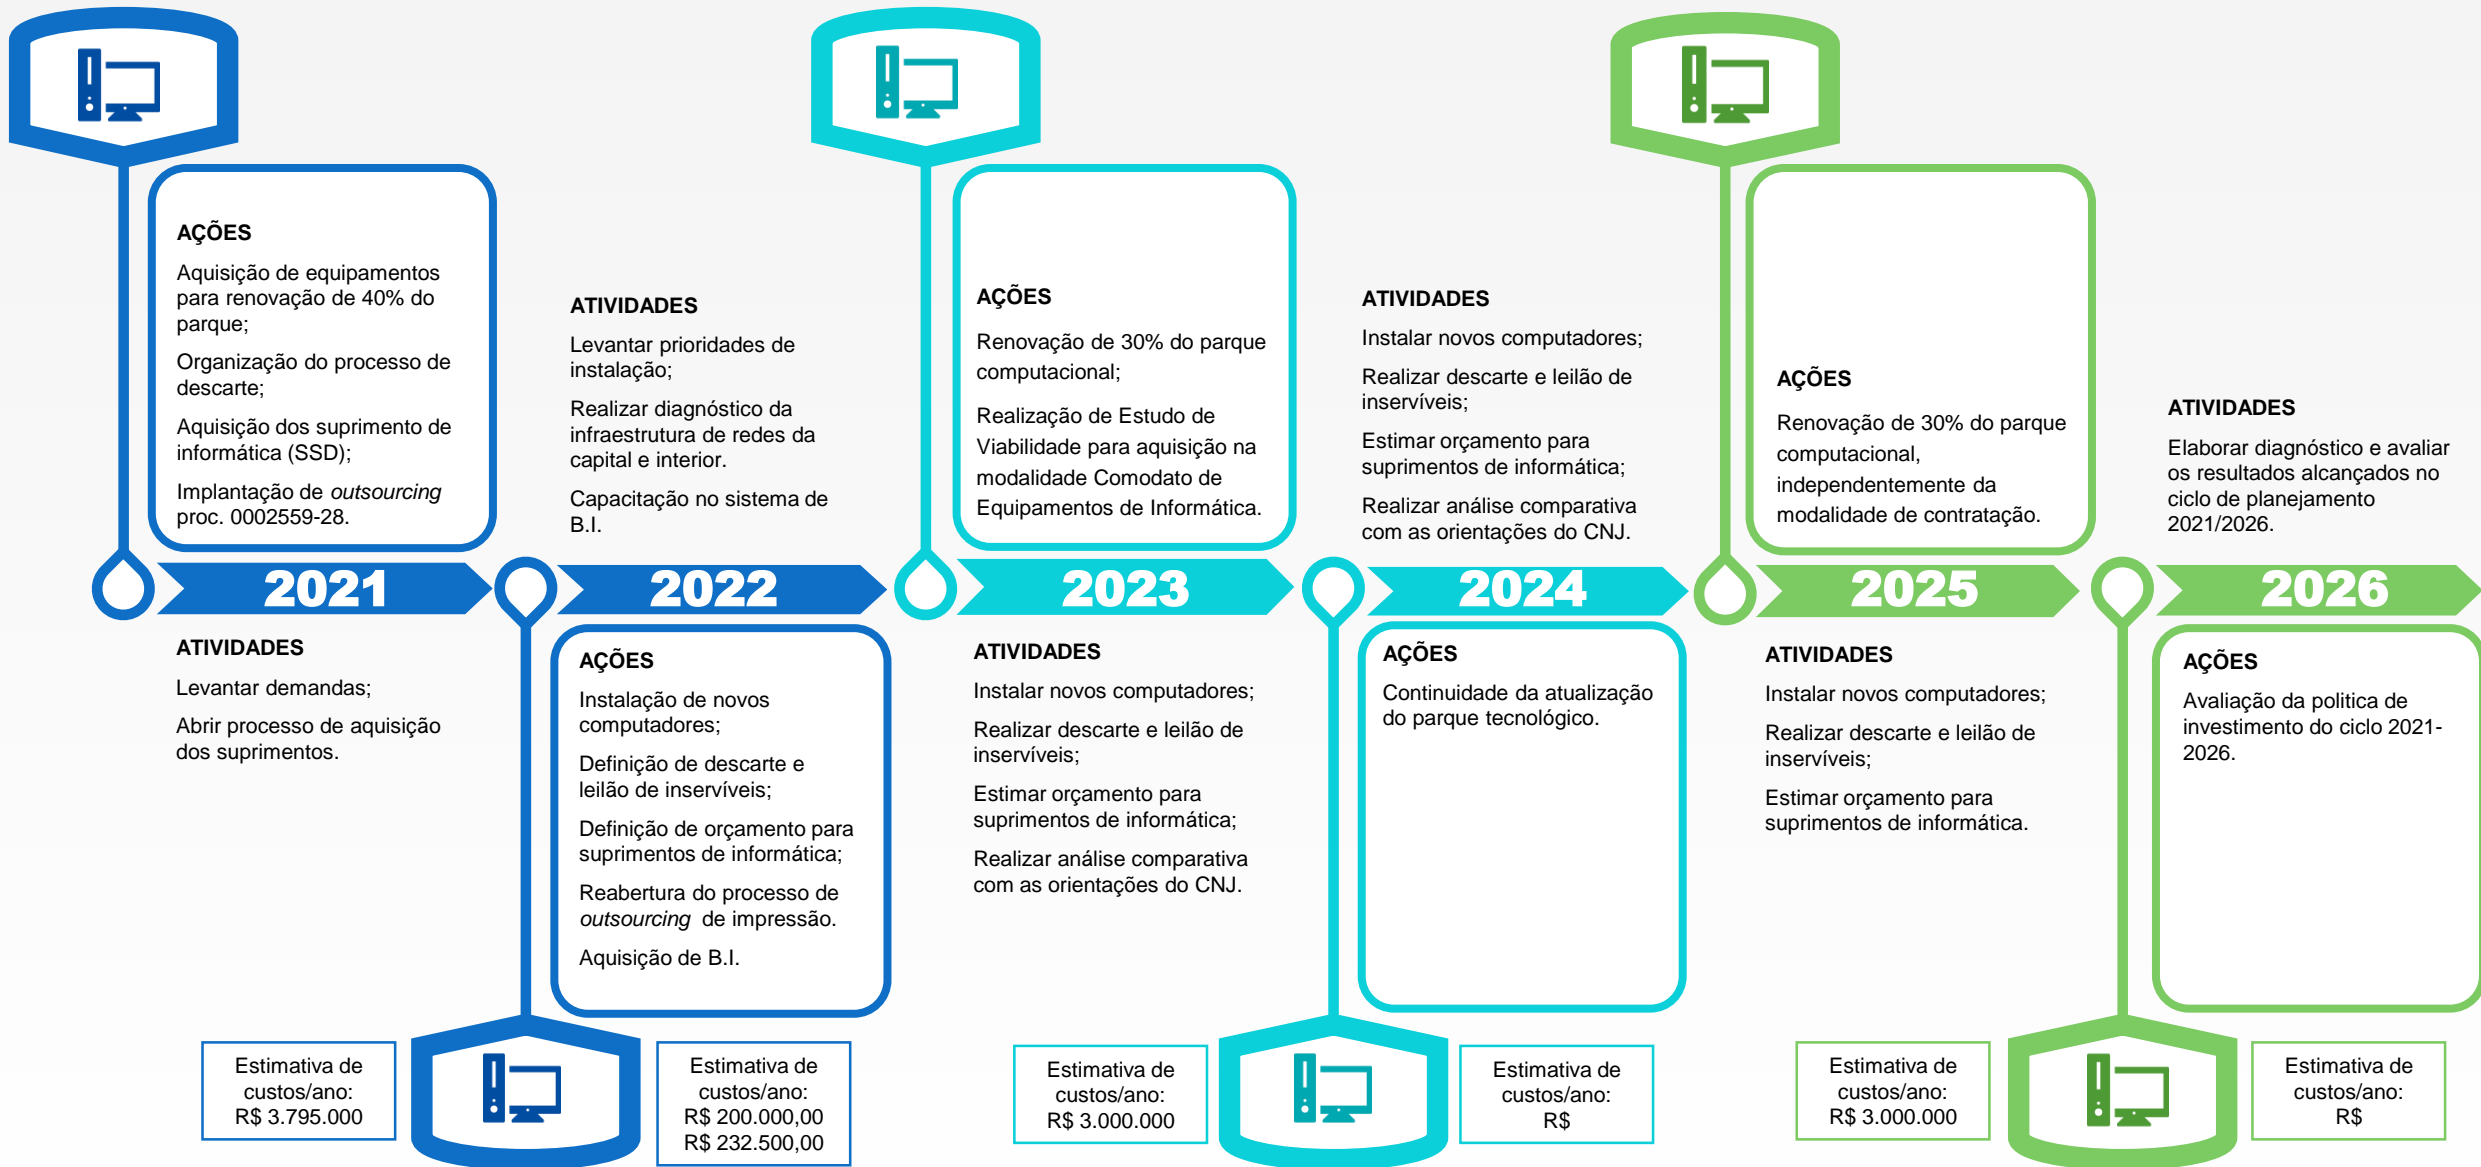 AÇÕES
Aquisição de equipamentos
para renovação de 40% do
parque;
Organização do processo de
descarte;
Aquisição dos suprimento de
informática (SSD);
Implantação de outsourcing
proc. 0002559-28.
2021
ATIVIDADES
Levantar demandas;
Abrir processo de aquisição
dos suprimentos.
Estimativa de
custos/ano:
R$ 3.795.000
ATIVIDADES
Levantar prioridades de
instalação;
Realizar diagnóstico da
infraestrutura de redes da
capital e interior.
Capacitação no sistema de
B.I.
2022
AÇÕES
Instalação de novos
computadores;
Definição de descarte e
leilão de inservíveis;
Definição de orçamento para
suprimentos de informática;
Reabertura do processo de
outsourcing de impressão.
Aquisição de B.I.
Estimativa de
custos/ano:
R$ 200.000,00
R$ 232.500,00
AÇÕES
Renovação de 30% do parque
computacional;
Realização de Estudo de
Viabilidade para aquisição na
modalidade Comodato de
Equipamentos de Informática.
2023
ATIVIDADES
Instalar novos computadores;
Realizar descarte e leilão de
inservíveis;
Estimar orçamento para
suprimentos de informática;
Realizar análise comparativa
com as orientações do CNJ.
Estimativa de
custos/ano:
R$ 3.000.000
ATIVIDADES
Instalar novos computadores;
Realizar descarte e leilão de
inservíveis;
Estimar orçamento para
suprimentos de informática;
Realizar análise comparativa
com as orientações do CNJ.
2024
AÇÕES
Continuidade da atualização
do parque tecnológico.
Estimativa de
custos/ano:
R$
AÇÕES
Renovação de 30% do parque
computacional,
independentemente da
modalidade de contratação.
2025
ATIVIDADES
Instalar novos computadores;
Realizar descarte e leilão de
inservíveis;
Estimar orçamento para
suprimentos de informática.
Estimativa de
custos/ano:
R$ 3.000.000
ATIVIDADES
Elaborar diagnóstico e avaliar
os resultados alcançados no
ciclo de planejamento
2021/2026.
2026
AÇÕES
Avaliação da politica de
investimento do ciclo 2021-
2026.
Estimativa de
custos/ano:
R$